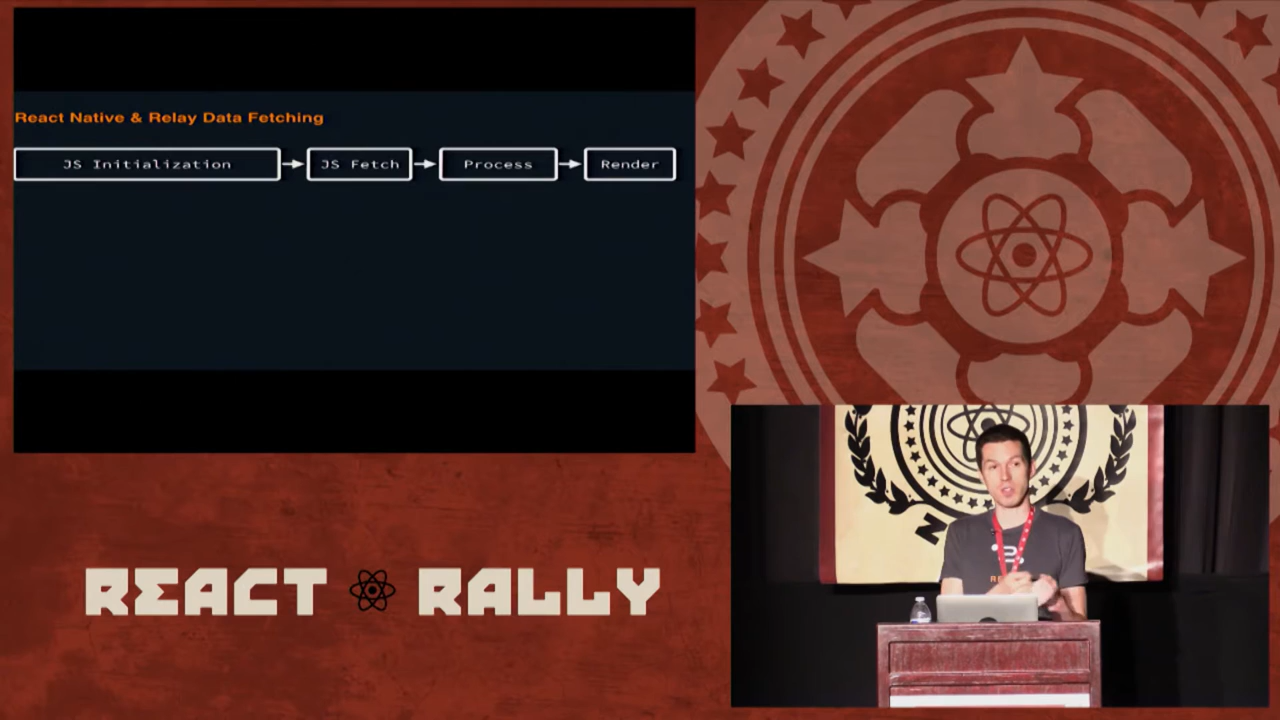 React Native & Relay Data Fetching
JS Initialization
JS Fetch
Process
Render
REACT RALLY